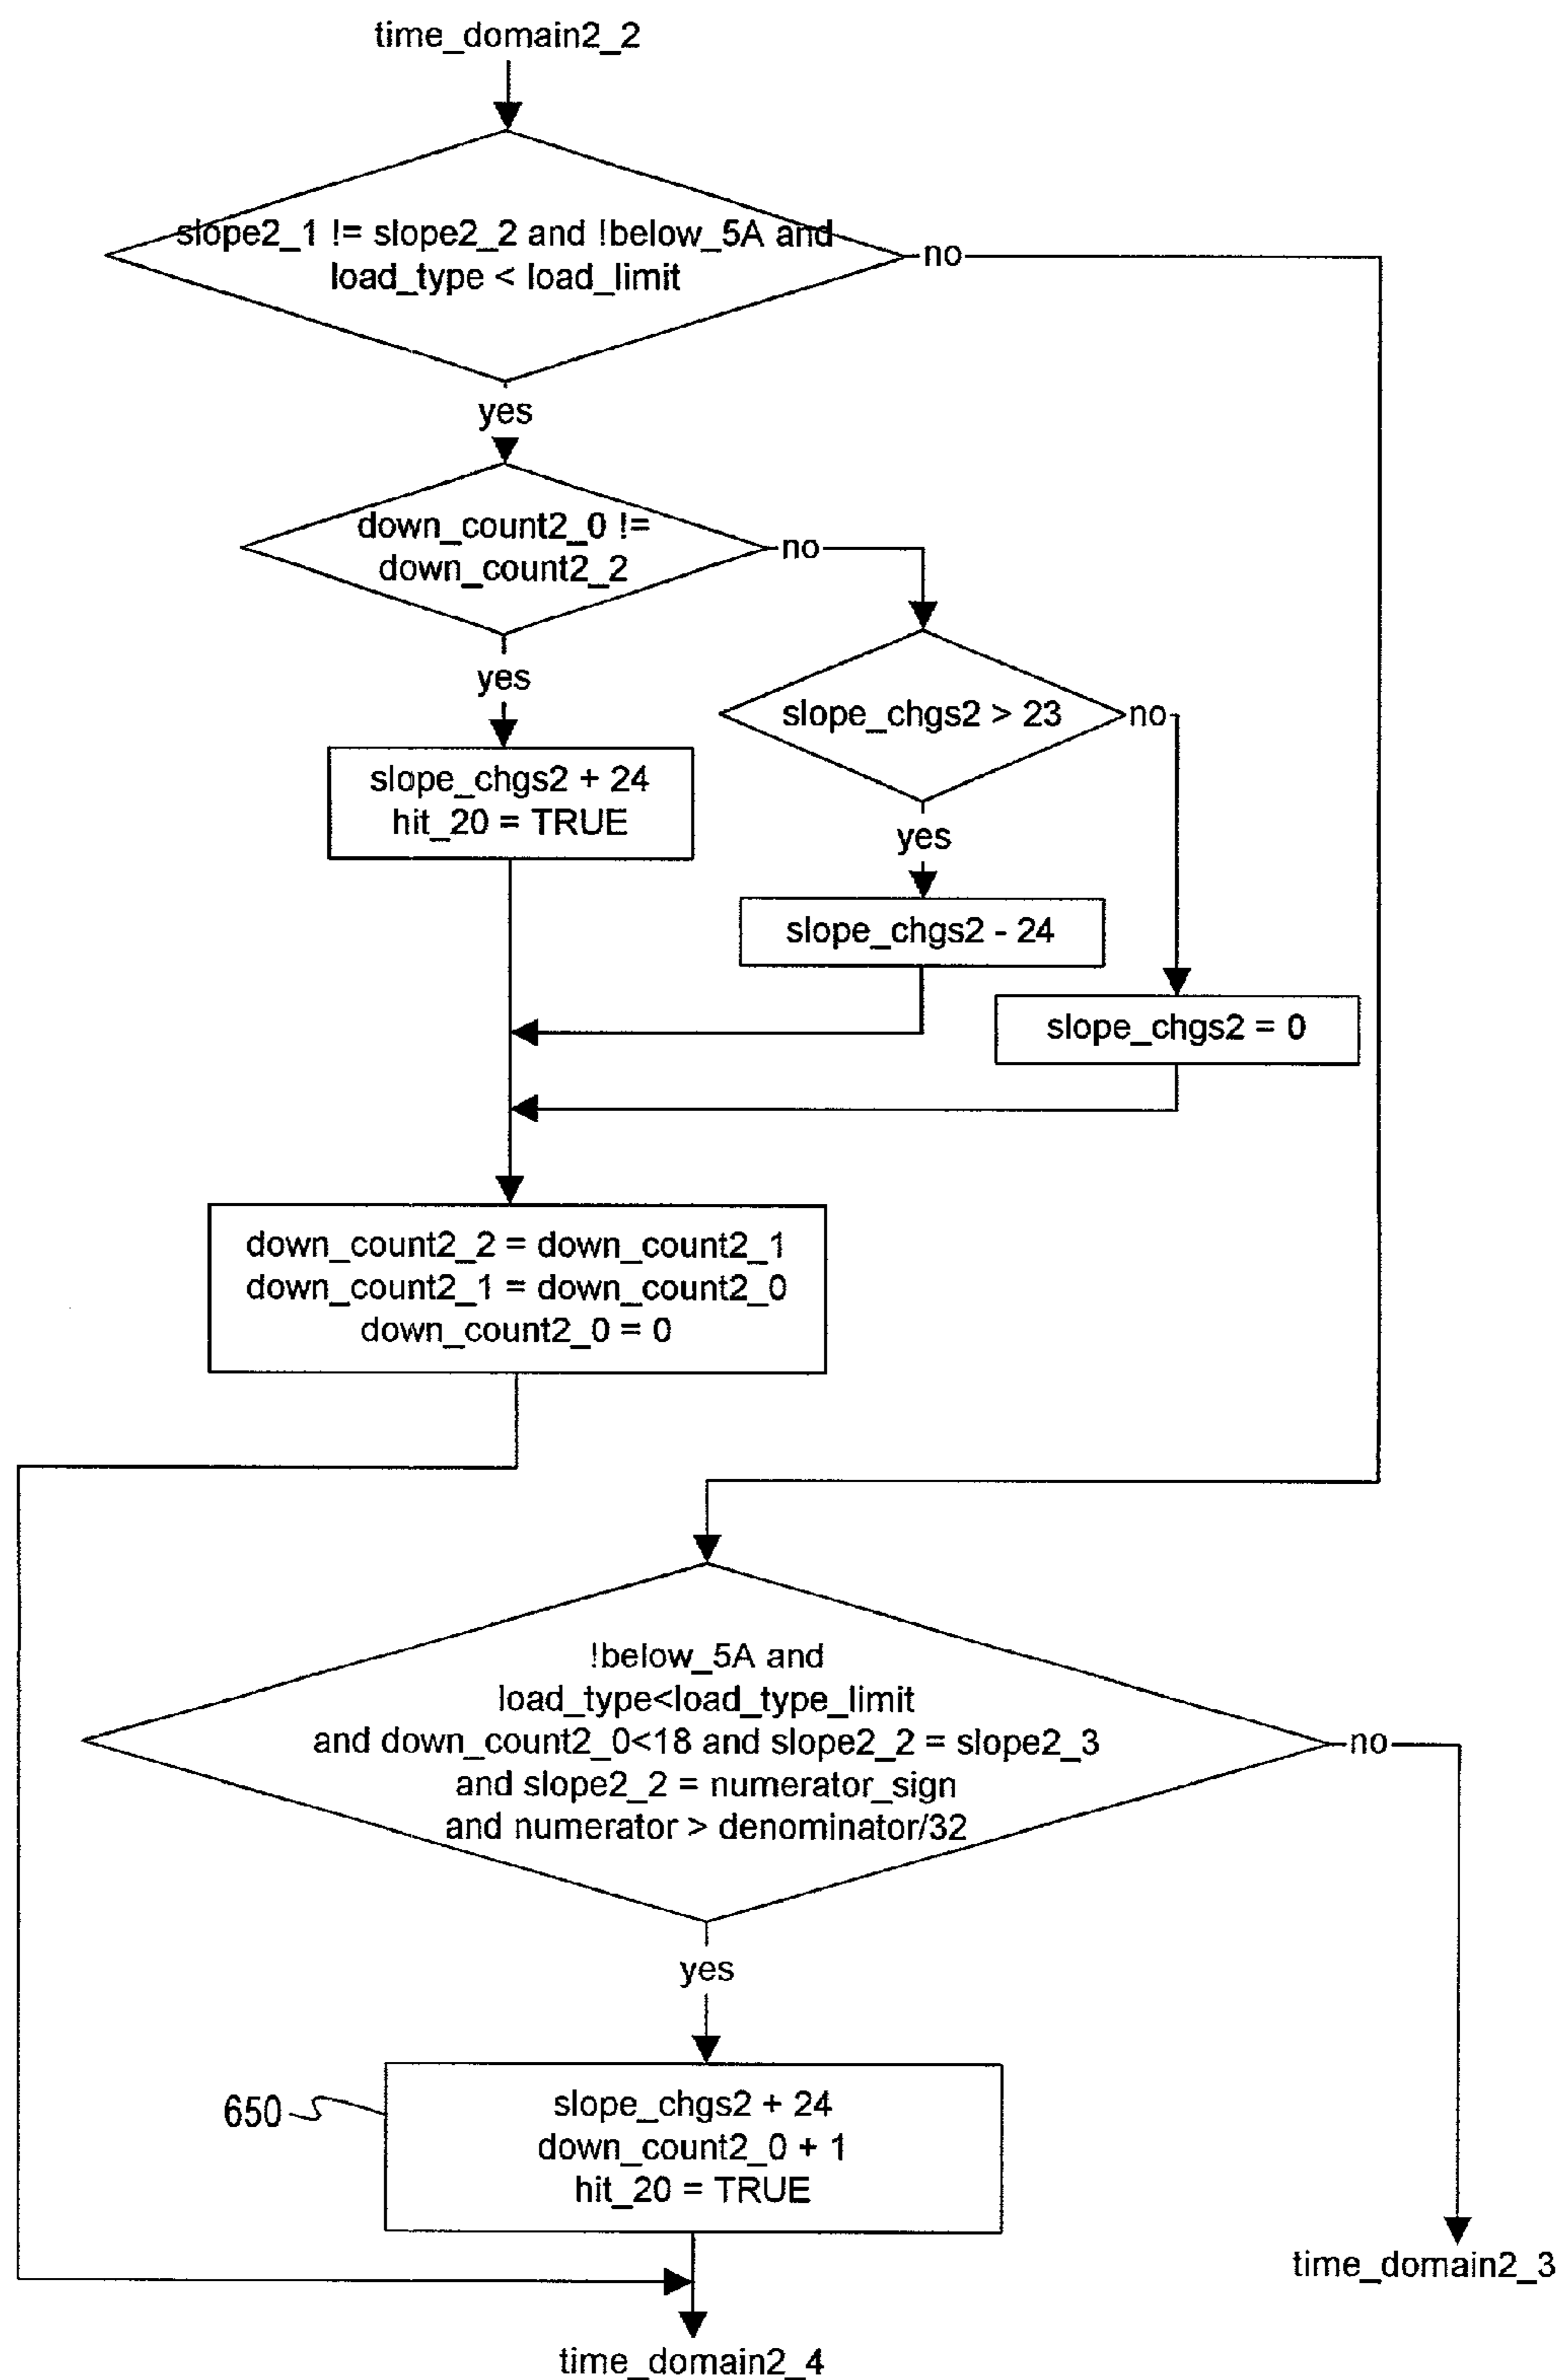 time_domain2_2
slope2_1 != slope2_2 and !below_5A and
load_type < load_limit
no
yes
down_count2_0 !=
down_count2_2
no
yes
slope_chgs2 > 23
no
slope_chgs2 + 24
hit_20 = TRUE
yes
slope_chgs2 - 24
slope_chgs2 = 0
down_count2_2 = down_count2_1
down_count2_1 = down_count2_0
down_count2_0 = 0
!below_5A and
load_type<load_type_limit
and down_count2_0<18 and slope2_2 = slope2_3
and slope2_2 = numerator_sign
and numerator > denominator/32
no
yes
650
slope_chgs2 + 24
down_count2_0 + 1
hit_20 = TRUE
time_domain2_3
time_domain2_4